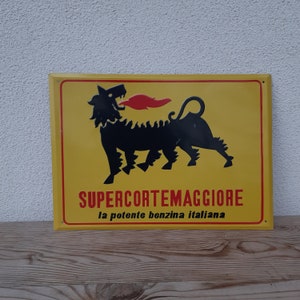 SUPERCORTEMAGGIORE
la potente benzina italiana